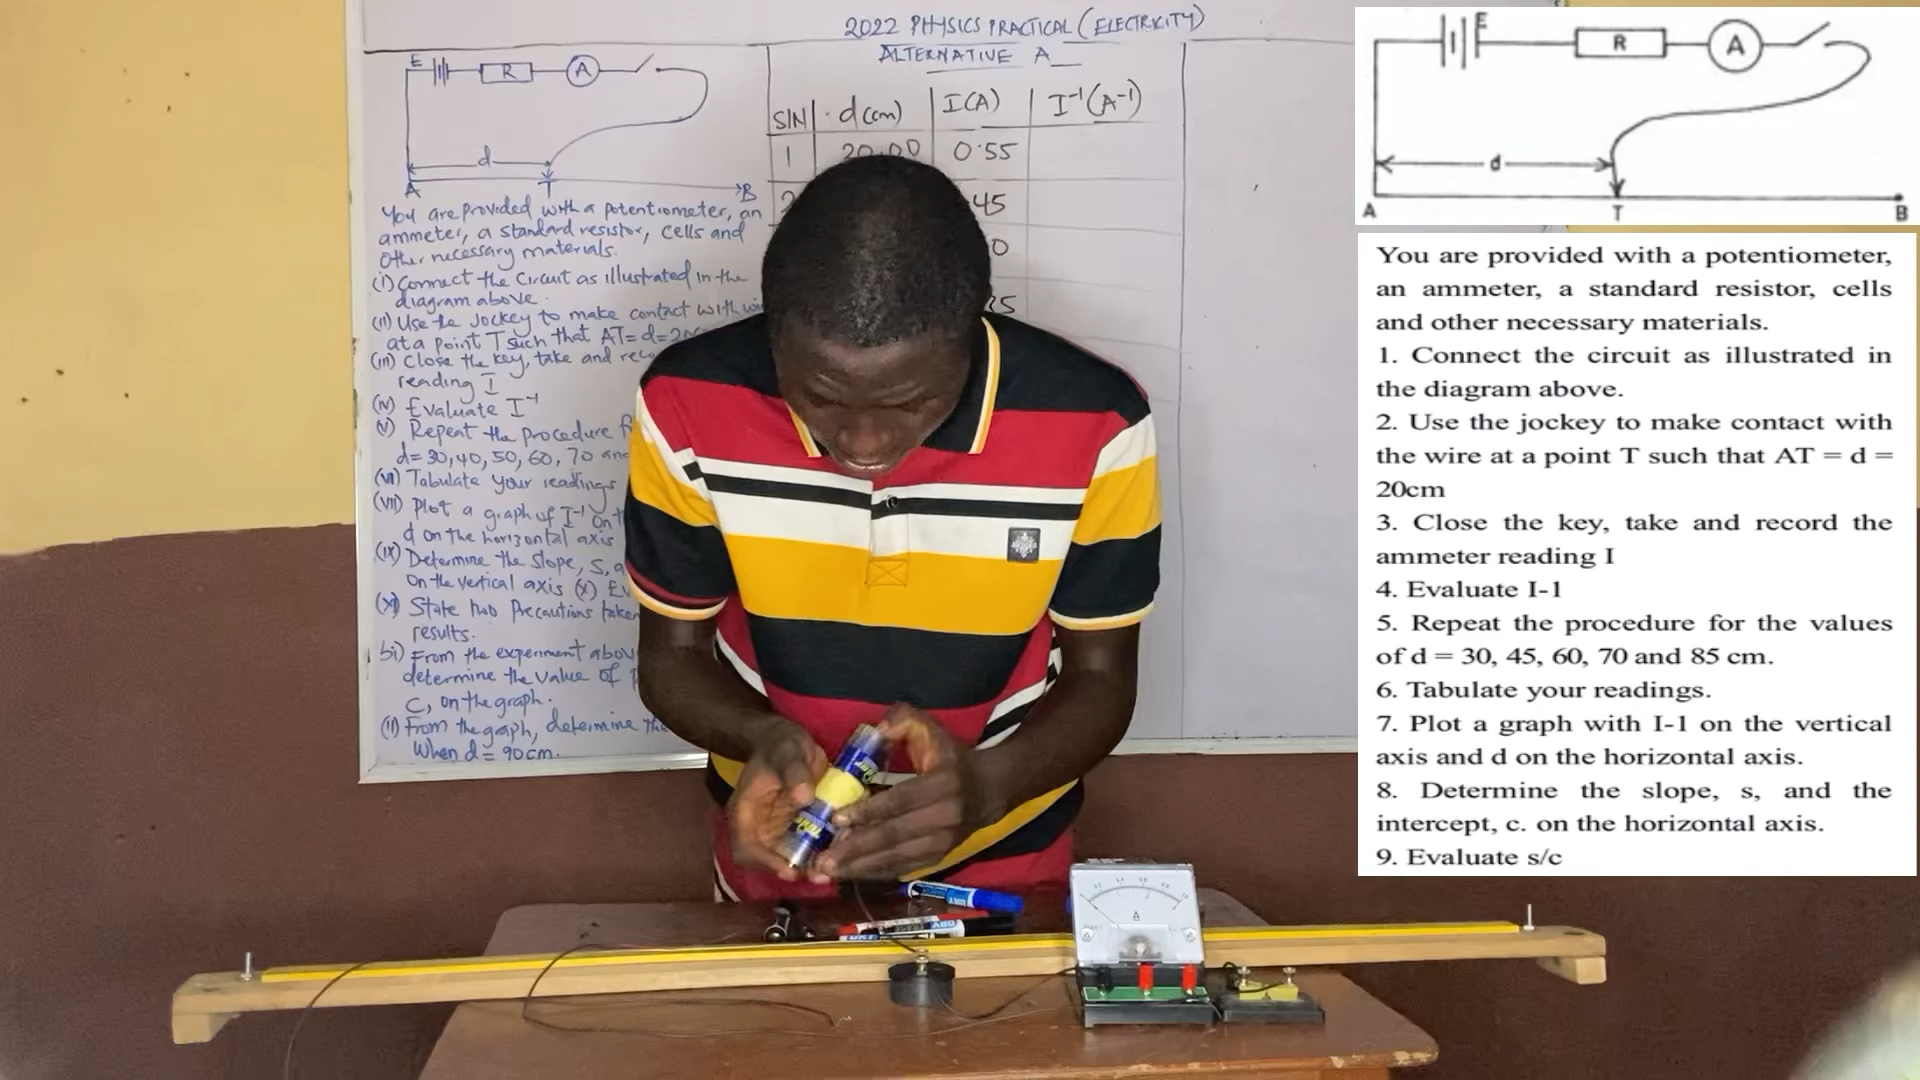 2022 PHYSICS PRACTICAL (ELECTRICITY)
ALTERNATIVE A
E
R
A
d
A
T
B
You are provided with a potentiometer, an
ammeter, a standard resistor, cells and
other necessary materials.
(i) Connect the circuit as illustrated in the
diagram above.
(ii) Use the Jockey to make contact with
at a point T such that AT=d=
(iii) Close the key, take and
reading I
(iv) Evaluate I⁻¹
(v) Repeat the procedure
d=30,40,50,60,70
(vi) Tabulate your readings
(vii) Plot a graph of I⁻¹ on
d on the horizontal axis
(ix) Determine the slope, s,
on the vertical axis (x)
(xi) State two Precautions
results.
bi) From the experiment
determine the value of
C, on the graph.
(ii) From the graph, determine
When d = 90cm.
S/N d(cm) I(A) I⁻¹(A⁻¹)
1 20.00 0.55
2 45
E
R
A
d
A
T
B
You are provided with a potentiometer,
an ammeter, a standard resistor, cells
and other necessary materials.
1. Connect the circuit as illustrated in
the diagram above.
2. Use the jockey to make contact with
the wire at a point T such that AT = d =
20cm
3. Close the key, take and record the
ammeter reading I
4. Evaluate I-1
5. Repeat the procedure for the values
of d = 30, 45, 60, 70 and 85 cm.
6. Tabulate your readings.
7. Plot a graph with I-1 on the vertical
axis and d on the horizontal axis.
8. Determine the slope, s, and the
intercept, c. on the horizontal axis.
9. Evaluate s/c
A